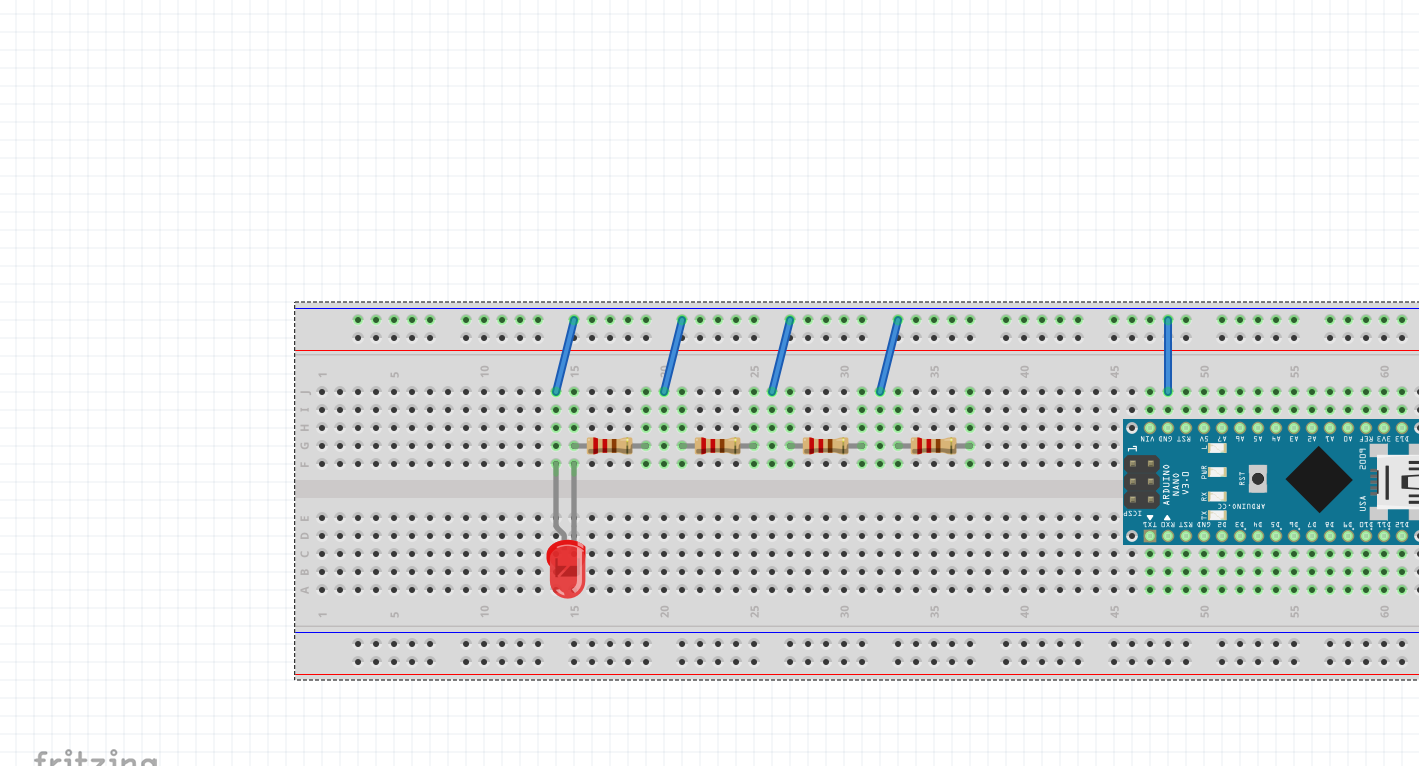 1 5 10 15 20 25 30 35 40 45 50 55 60
J
I
H
G
F
VIN GND RST 5V A7 A6 A5 A4 A3 A2 A1 A0 REF 3V3 D13
1
L
PWR
RX
TX
ARDUINO
NANO
V3.0
RST
ARDUINO.CC
USA
ICSP
TX1 RX0 RST GND D2 D3 D4 D5 D6 D7 D8 D9 D10 D11 D12
E
D
C
B
A
1 5 10 15 20 25 30 35 40 45 50 55 60
fritzing